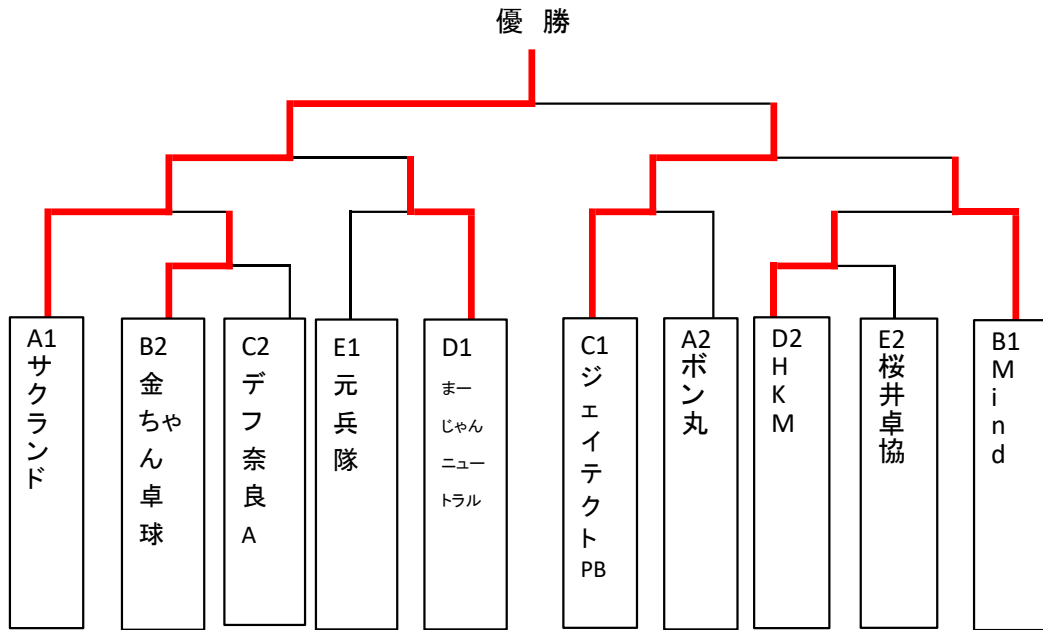 優 勝
A1 サクランド
B2 金ちゃん卓球
C2 デフ奈良A
E1 元兵隊
D1 まーじゃんニュートラル
C1 ジェイテクトPB
A2 ボン丸
D2 HKM
E2 桜井卓協
B1 Mind